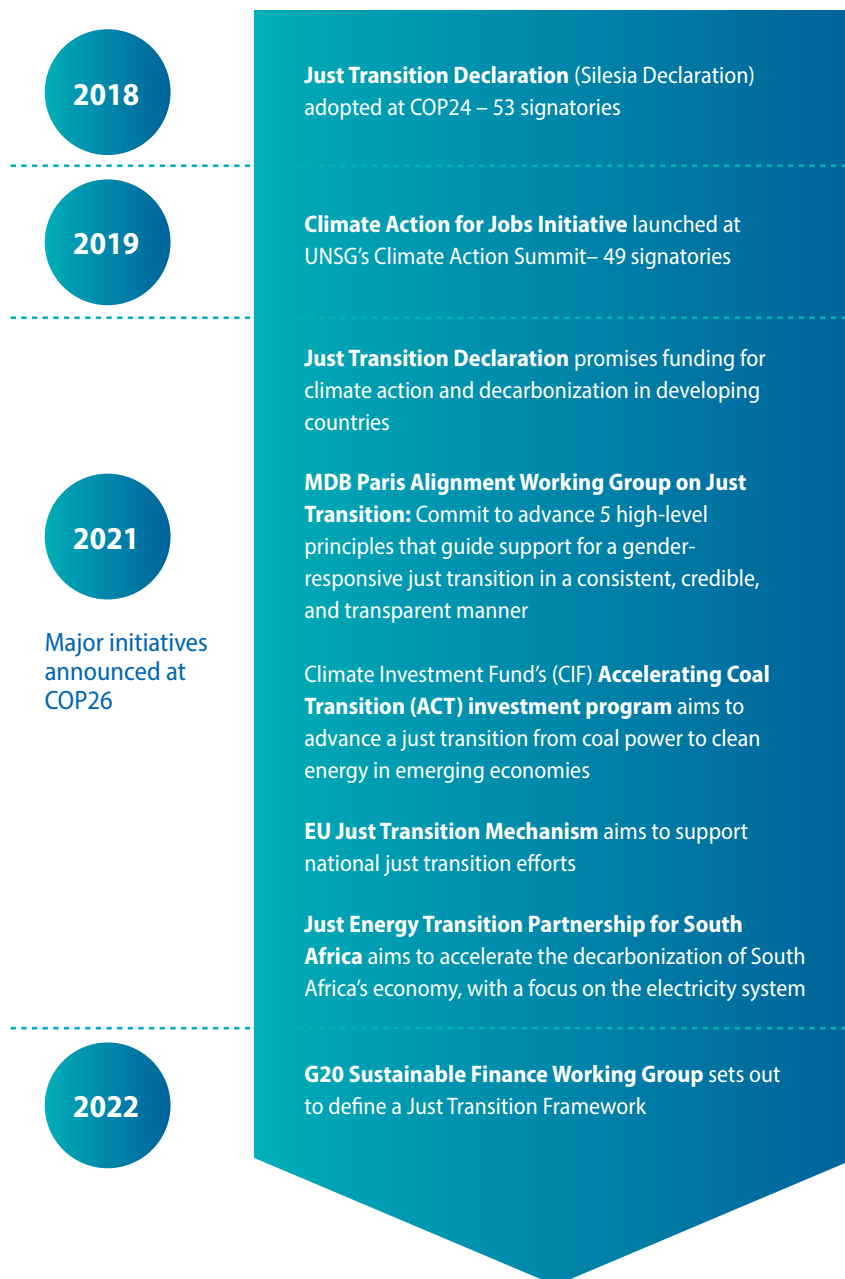 2018
Just Transition Declaration (Silesia Declaration)
adopted at COP24 – 53 signatories
2019
Climate Action for Jobs Initiative launched at
UNSG's Climate Action Summit– 49 signatories
2021
Major initiatives
announced at
COP26
Just Transition Declaration promises funding for
climate action and decarbonization in developing
countries
MDB Paris Alignment Working Group on Just
Transition: Commit to advance 5 high-level
principles that guide support for a gender-
responsive just transition in a consistent, credible,
and transparent manner
Climate Investment Fund's (CIF) Accelerating Coal
Transition (ACT) investment program aims to
advance a just transition from coal power to clean
energy in emerging economies
EU Just Transition Mechanism aims to support
national just transition efforts
Just Energy Transition Partnership for South
Africa aims to accelerate the decarbonization of South
Africa's economy, with a focus on the electricity system
2022
G20 Sustainable Finance Working Group sets out
to define a Just Transition Framework